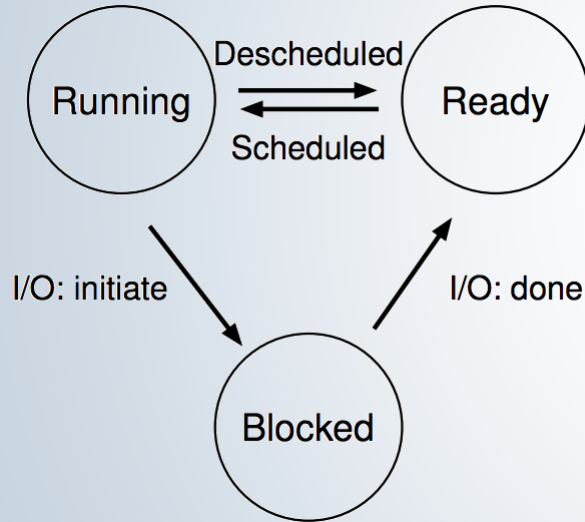 Descheduled
Running
Ready
Scheduled
I/O: initiate
I/O: done
Blocked